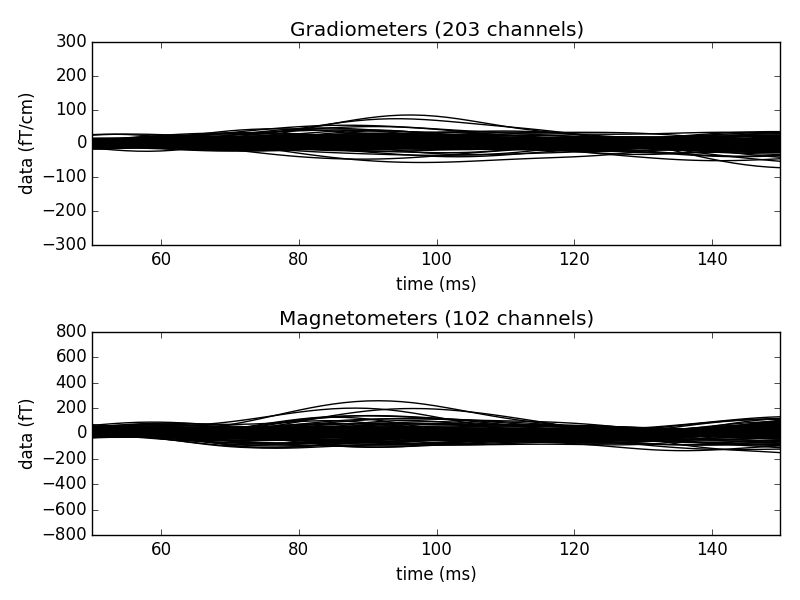 Gradiometers (203 channels)
300
200
100
0
−100
−200
−300
data (fT/cm)
60 80 100 120 140
time (ms)
Magnetometers (102 channels)
800
600
400
200
0
−200
−400
−600
−800
data (fT)
60 80 100 120 140
time (ms)